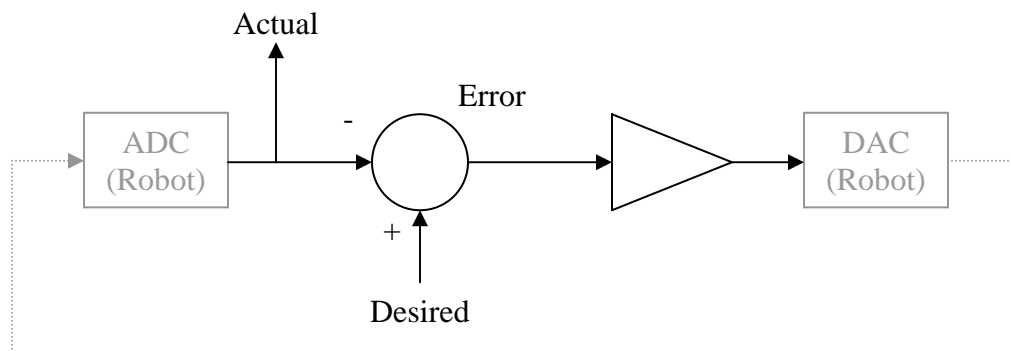 Actual
Error
-
ADC
(Robot)
DAC
(Robot)
+
Desired